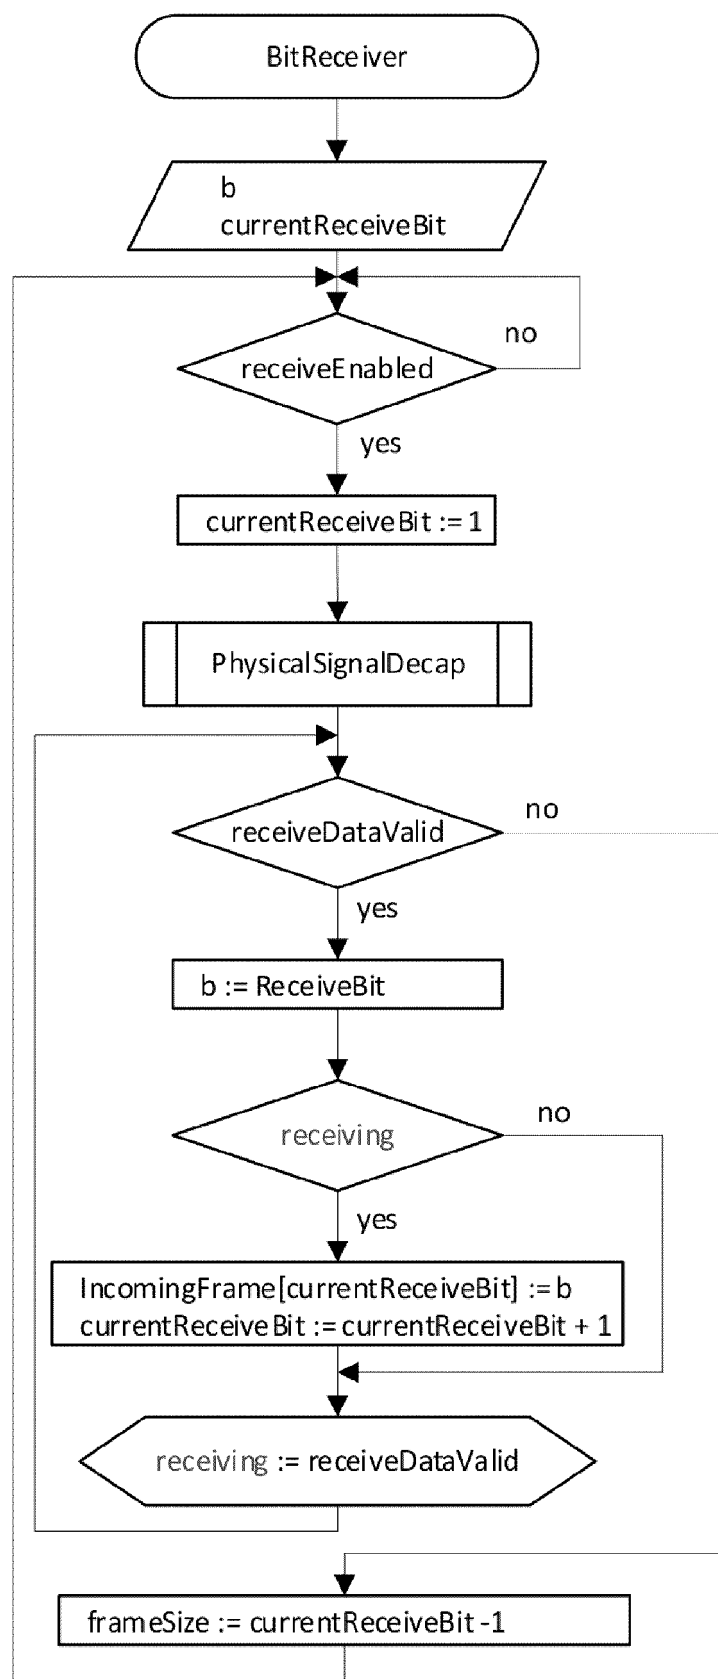 BitReceiver
b
currentReceiveBit
no
receiveEnabled
yes
currentReceiveBit := 1
PhysicalSignalDecap
no
receiveDataValid
yes
b := ReceiveBit
no
receiving
yes
IncomingFrame[currentReceiveBit] := b
currentReceiveBit := currentReceiveBit + 1
receiving := receiveDataValid
frameSize := currentReceiveBit -1